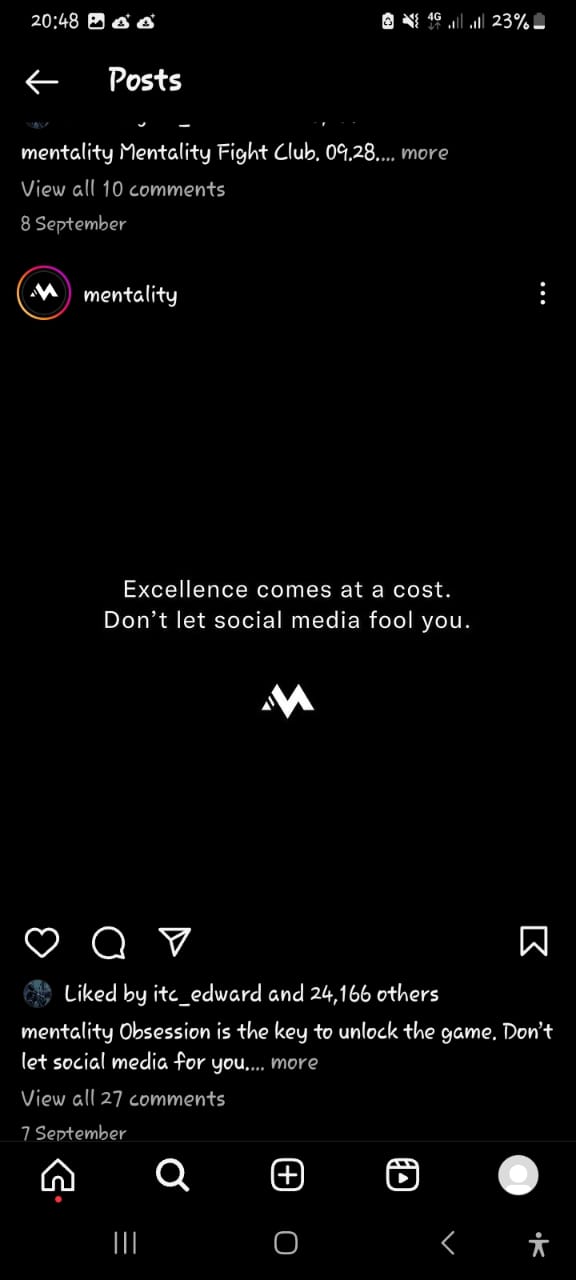 20:48 4G 23%
Posts
mentality Mentality Fight Club. 09.28.... more
View all 10 comments
8 September
mentality
Excellence comes at a cost.
Don't let social media fool you.
Liked by itc_edward and 24,166 others
mentality Obsession is the key to unlock the game. Don't
let social media for you.... more
View all 27 comments
7 September